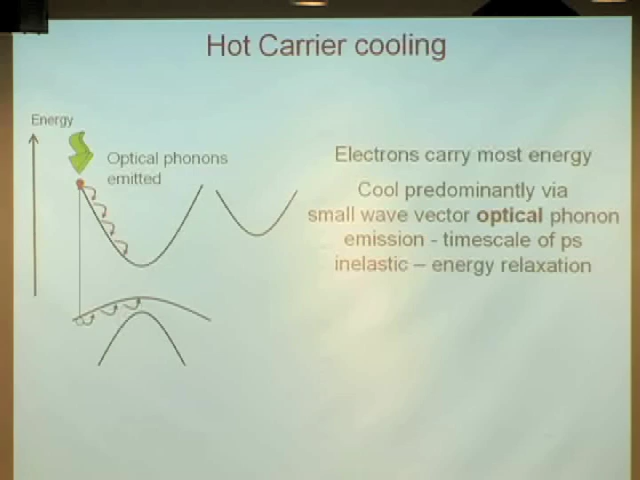 Hot Carrier cooling
Energy
Optical phonons
emitted
Electrons carry most energy
Cool predominantly via
small wave vector optical phonon
emission - timescale of ps
inelastic – energy relaxation